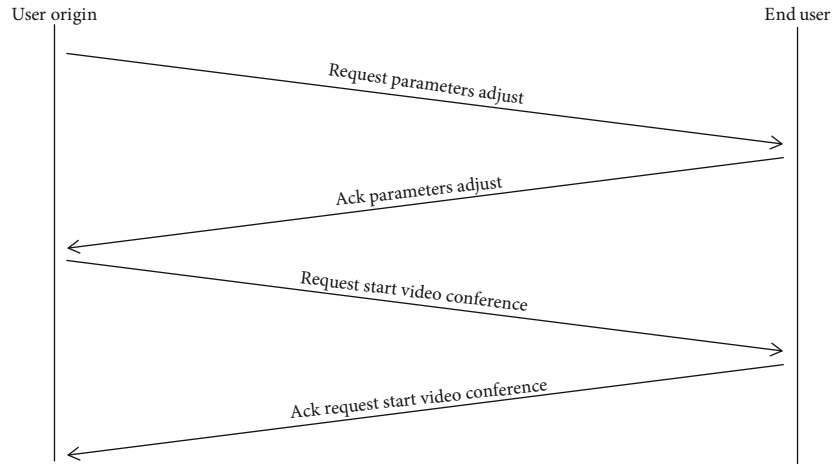 User origin
End user
Request parameters adjust
Ack parameters adjust
Request start video conference
Ack request start video conference